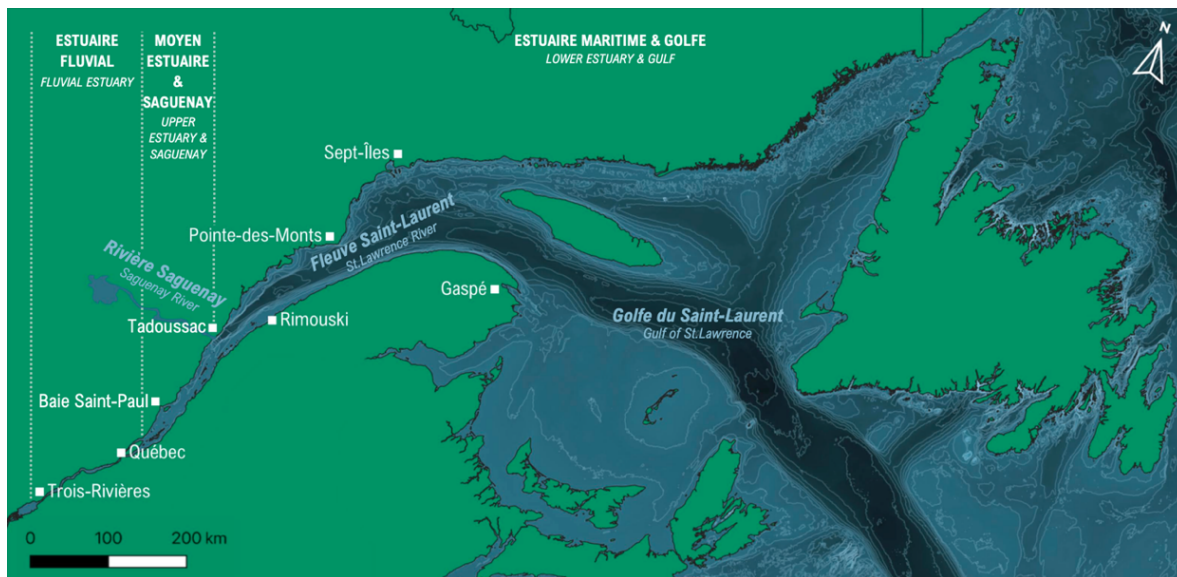 ESTUAIRE
FLUVIAL
FLUVIAL ESTUARY
MOYEN
ESTUAIRE
&
SAGUENAY
UPPER
ESTUARY &
SAGUENAY
ESTUAIRE MARITIME & GOLFE
LOWER ESTUARY & GULF
N
Sept-Îles
Pointe-des-Monts
Fleuve Saint-Laurent
St.Lawrence River
Rivière Saguenay
Saguenay River
Gaspé
Tadoussac
Rimouski
Golfe du Saint-Laurent
Gulf of St.Lawrence
Baie Saint-Paul
Québec
Trois-Rivières
0 100 200 km